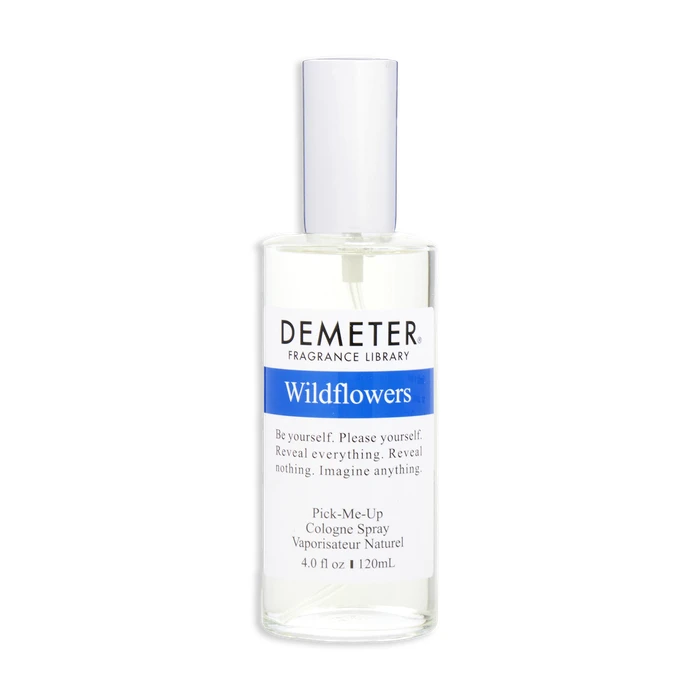 DEMETER®
FRAGRANCE LIBRARY
Wildflowers
Be yourself. Please yourself.
Reveal everything. Reveal
nothing. Imagine anything.
Pick-Me-Up
Cologne Spray
Vaporisateur Naturel
4.0 fl oz ❙ 120mL